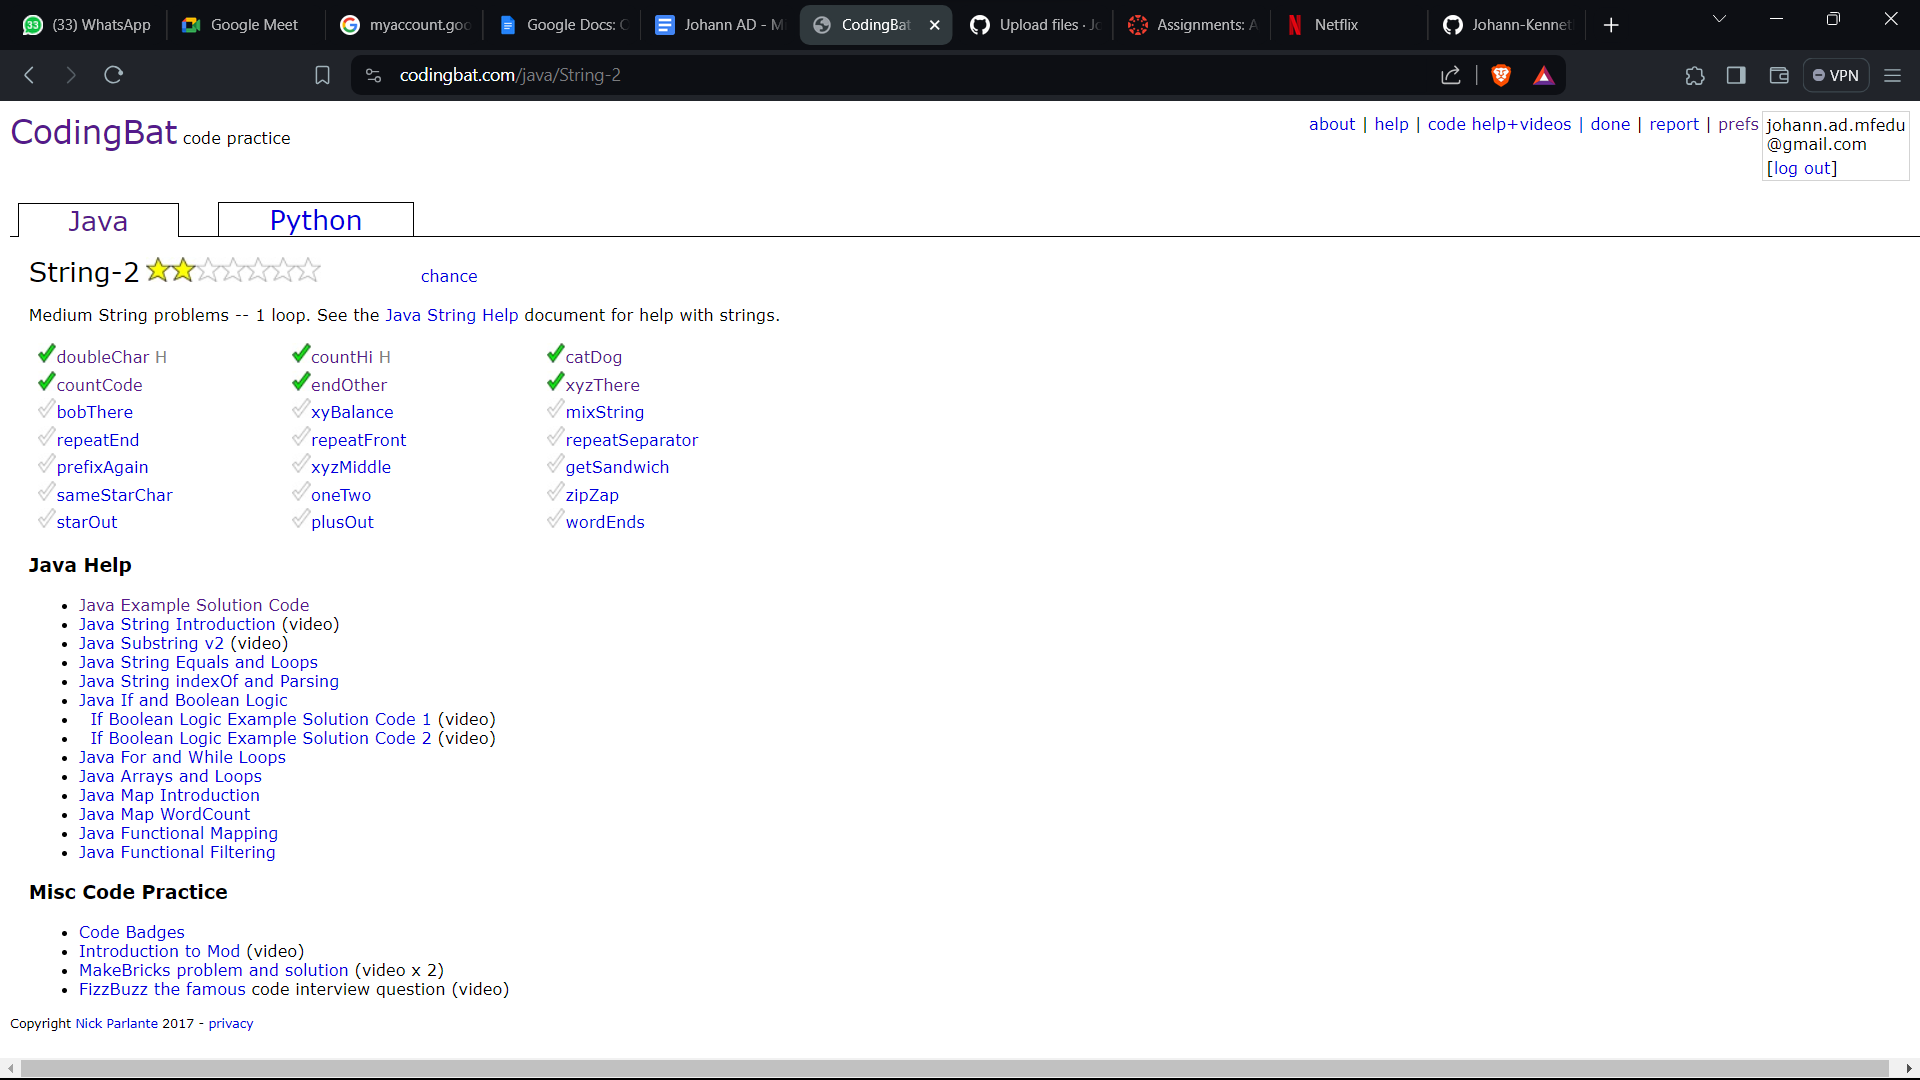 33 (33) WhatsApp Google Meet myaccount.goo Google Docs: Johann AD - M CodingBat Upload files · Jo Assignments: A Netflix Johann-Kennet
codingbat.com/java/String-2 VPN
CodingBat code practice
about | help | code help+videos | done | report | prefs
johann.ad.mfedu
@gmail.com
[log out]
Java Python
String-2 chance
Medium String problems -- 1 loop. See the Java String Help document for help with strings.
doubleChar H countHi H catDog
countCode endOther xyzThere
bobThere xyBalance mixString
repeatEnd repeatFront repeatSeparator
prefixAgain xyzMiddle getSandwich
sameStarChar oneTwo zipZap
starOut plusOut wordEnds
Java Help
• Java Example Solution Code
• Java String Introduction (video)
• Java Substring v2 (video)
• Java String Equals and Loops
• Java String indexOf and Parsing
• Java If and Boolean Logic
• If Boolean Logic Example Solution Code 1 (video)
• If Boolean Logic Example Solution Code 2 (video)
• Java For and While Loops
• Java Arrays and Loops
• Java Map Introduction
• Java Map WordCount
• Java Functional Mapping
• Java Functional Filtering
Misc Code Practice
• Code Badges
• Introduction to Mod (video)
• MakeBricks problem and solution (video x 2)
• FizzBuzz the famous code interview question (video)
Copyright Nick Parlante 2017 - privacy